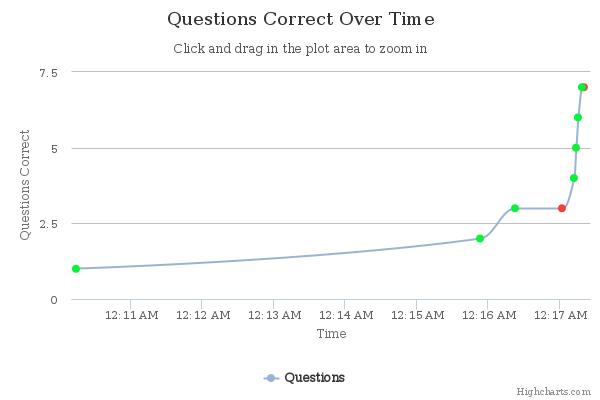 Questions Correct Over Time
Click and drag in the plot area to zoom in
Questions Correct
7.5
5
2.5
0
12:11 AM 12:12 AM 12:13 AM 12:14 AM 12:15 AM 12:16 AM 12:17 AM
Time
Questions
Highcharts.com